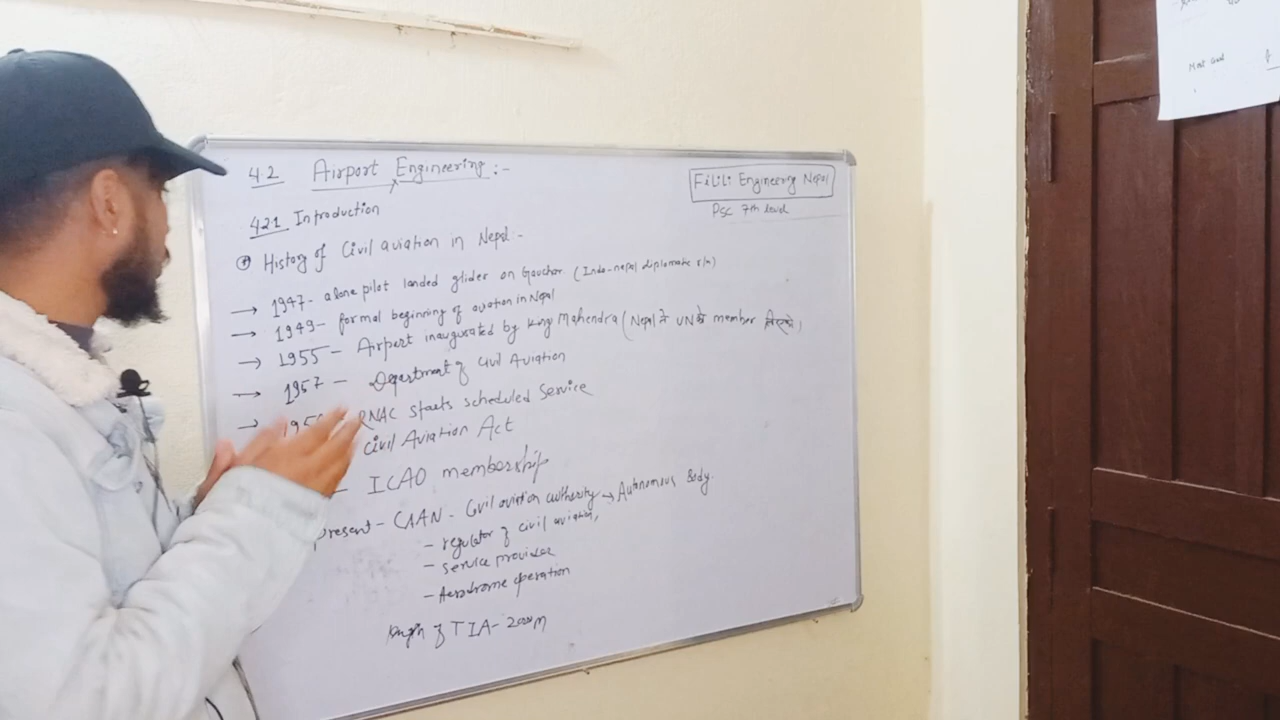 4.2 Airport Engineering :-
FiLiLi Engineering Nepal
PSC 7th level
4.2.1 Introduction
History of Civil aviation in Nepal :-
→ 1947 - a lone pilot landed glider on Gauchar (Indo-nepal diplomatic r/n)
→ 1949 - formal beginning of aviation in Nepal
→ 1955 - Airport inaugurated by King Mahendra (Nepal ले UN को member
→ 1957 - Department of Civil Aviation
→ RNAC starts scheduled Service
Civil Aviation Act
- ICAO membership
present - CAAN - Civil aviation authority → Autonomous Body.
- regulator of civil aviation,
- service provider
- Aerodrome operation
of TIA -
Most